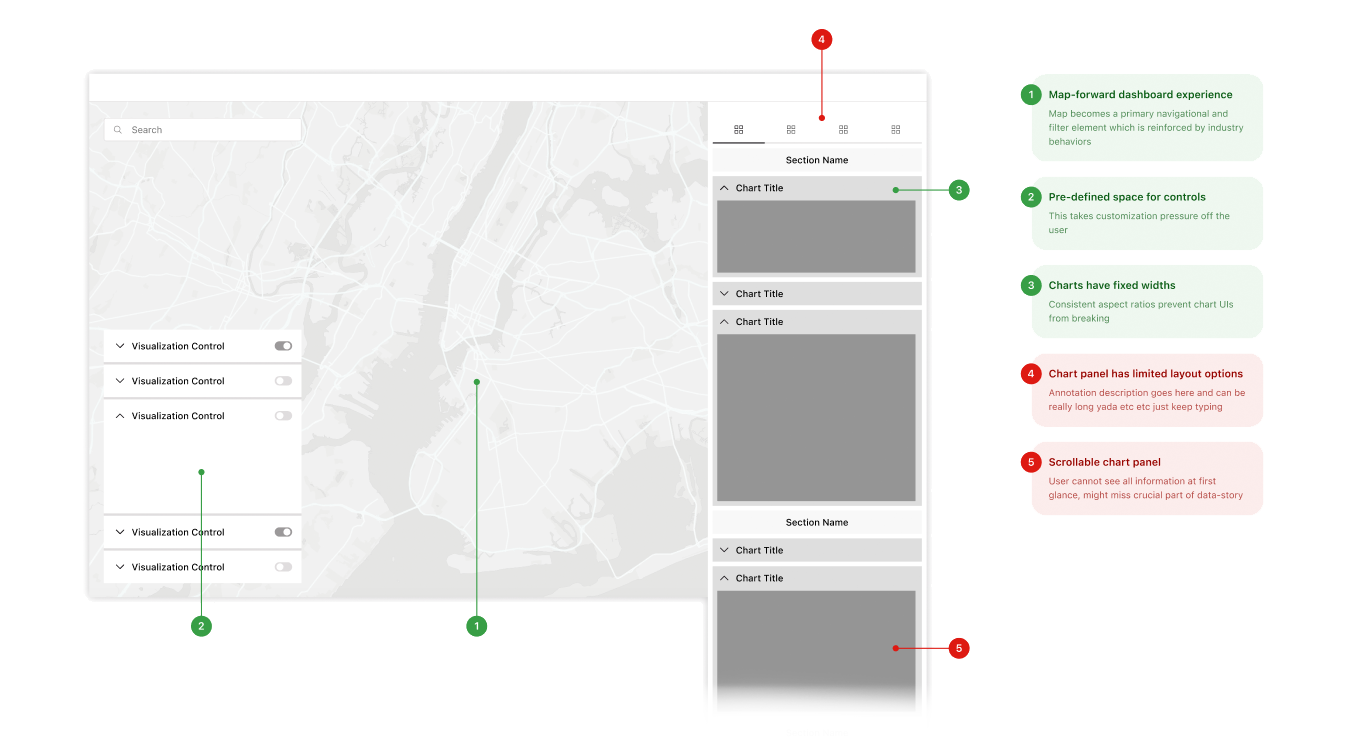 4
Search
Section Name
Chart Title
3
Chart Title
Chart Title
Visualization Control
Visualization Control
Visualization Control
Visualization Control
Visualization Control
Section Name
Chart Title
Chart Title
2
1
5
1 Map-forward dashboard experience
Map becomes a primary navigational and
filter element which is reinforced by industry
behaviors
2 Pre-defined space for controls
This takes customization pressure off the
user
3 Charts have fixed widths
Consistent aspect ratios prevent chart UIs
from breaking
4 Chart panel has limited layout options
Annotation description goes here and can be
really long yada etc etc just keep typing
5 Scrollable chart panel
User cannot see all information at first
glance, might miss crucial part of data-story